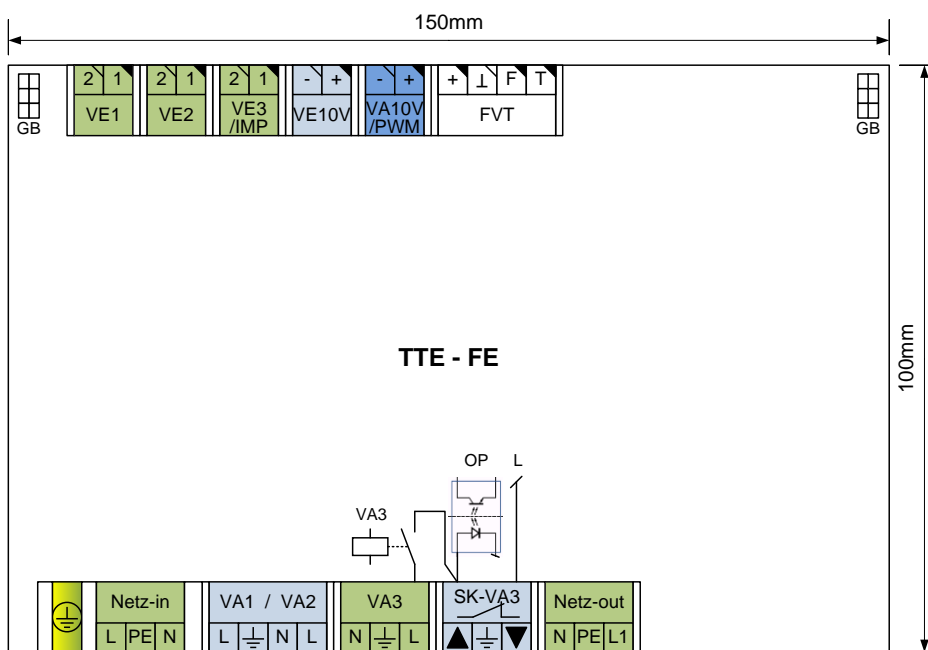 150mm
2 1 2 1 2 1 - + - + + ⊥ F T
GB VE1 VE2 VE3 /IMP VE10V VA10V /PWM FVT GB
TTE - FE
100mm
OP L
VA3
Netz-in VA1 / VA2 VA3 SK-VA3 Netz-out
L PE N L ⏚ N L N ⏚ L ▲ ⏚ ▼ N PE L1